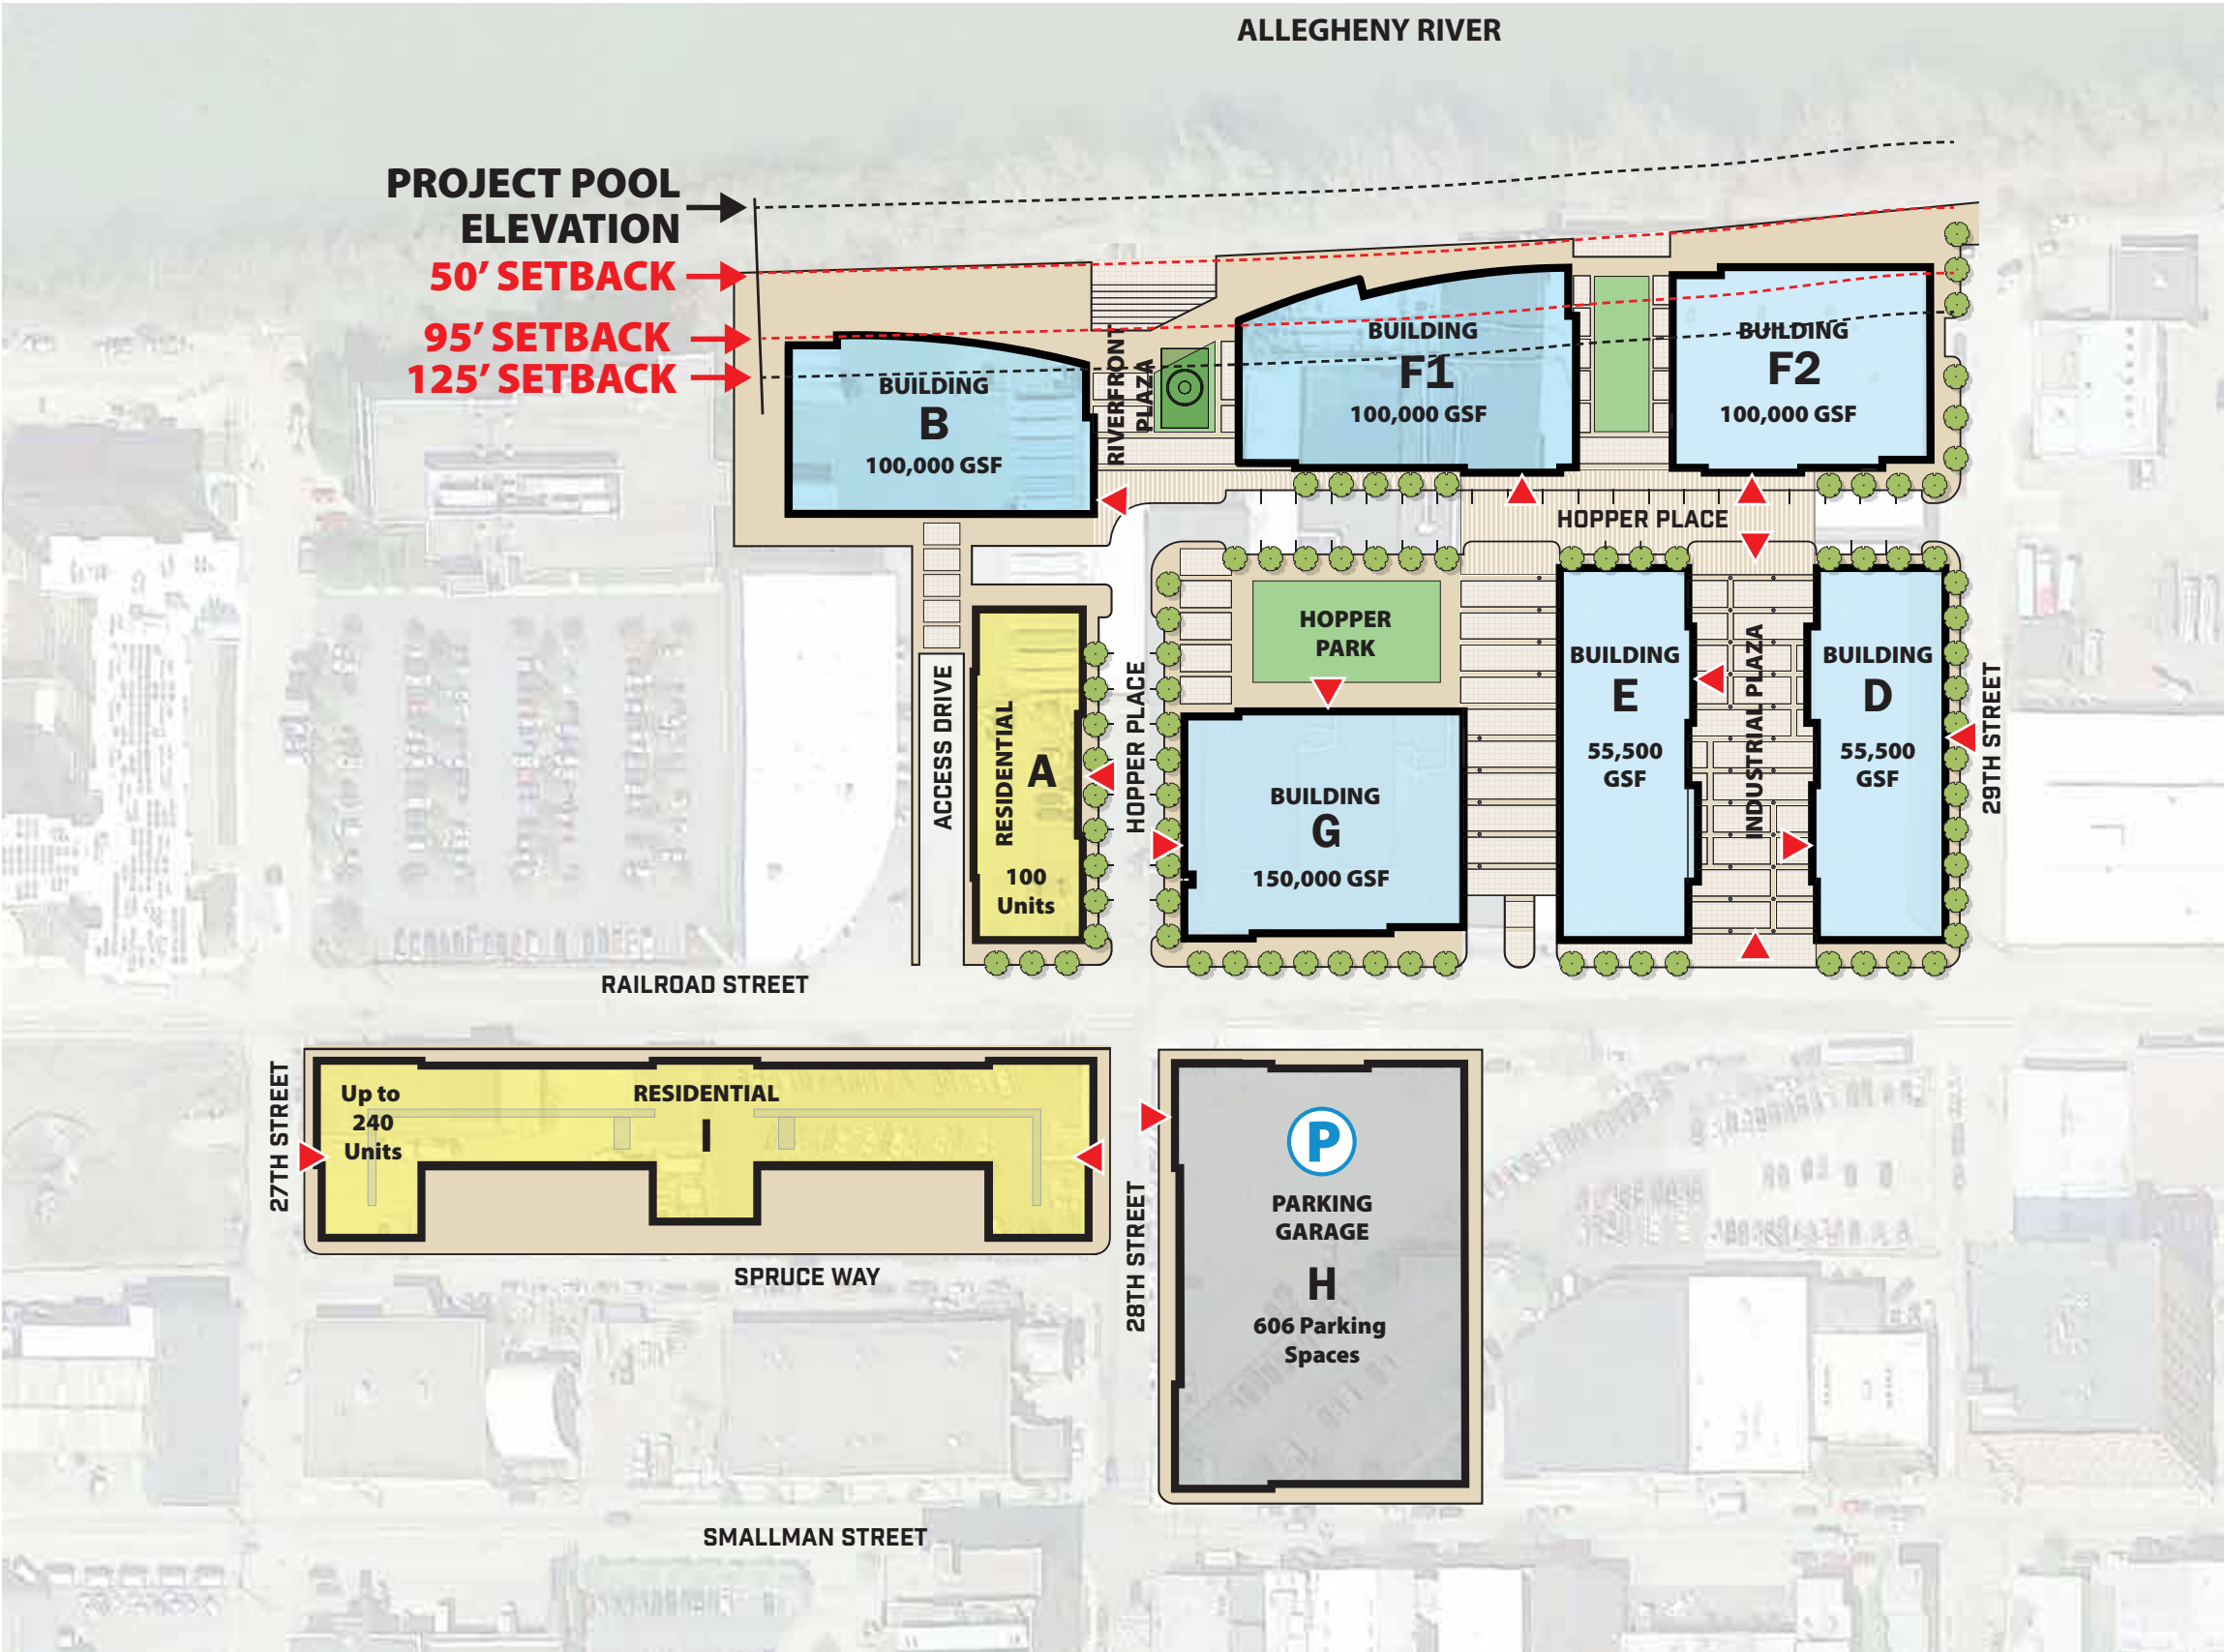 ALLEGHENY RIVER
PROJECT POOL
ELEVATION
50' SETBACK
95' SETBACK
125' SETBACK
BUILDING
B
100,000 GSF
RIVERFRONT
PLAZA
BUILDING
F1
100,000 GSF
BUILDING
F2
100,000 GSF
HOPPER PLACE
HOPPER
PARK
ACCESS DRIVE
RESIDENTIAL
A
100
Units
HOPPER PLACE
BUILDING
G
150,000 GSF
BUILDING
E
55,500
GSF
INDUSTRIAL PLAZA
BUILDING
D
55,500
GSF
29TH STREET
RAILROAD STREET
27TH STREET
Up to
240
Units
RESIDENTIAL
I
SPRUCE WAY
28TH STREET
P
PARKING
GARAGE
H
606 Parking
Spaces
SMALLMAN STREET